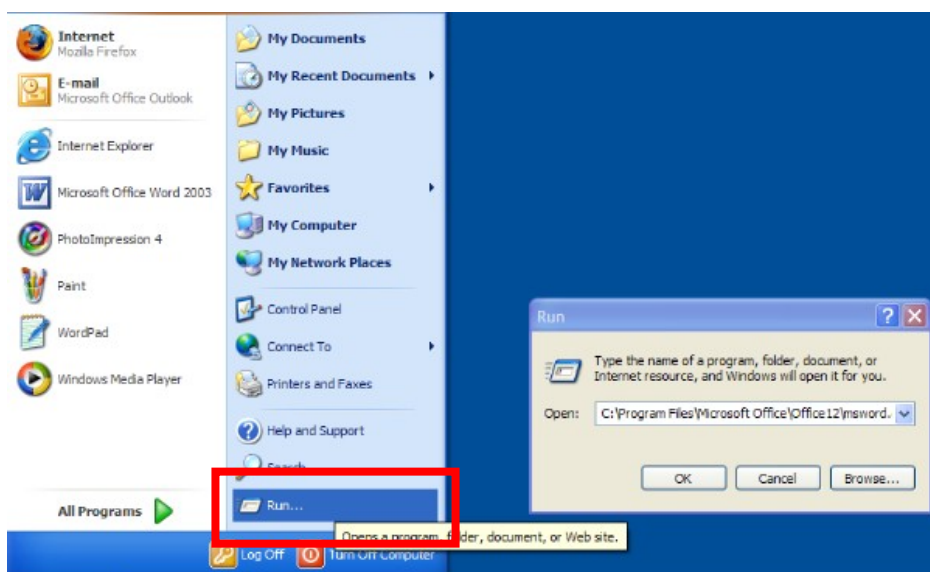 Internet
Mozilla Firefox
E-mail
Microsoft Office Outlook
Internet Explorer
Microsoft Office Word 2003
PhotoImpression 4
Paint
WordPad
Windows Media Player
All Programs
My Documents
My Recent Documents
My Pictures
My Music
Favorites
My Computer
My Network Places
Control Panel
Connect To
Printers and Faxes
Help and Support
Search
Run...
Opens a program, folder, document, or Web site.
Log Off
Turn Off Computer
Run
Type the name of a program, folder, document, or
Internet resource, and Windows will open it for you.
Open:
C:\Program Files\Microsoft Office\Office12\msword.
OK
Cancel
Browse...